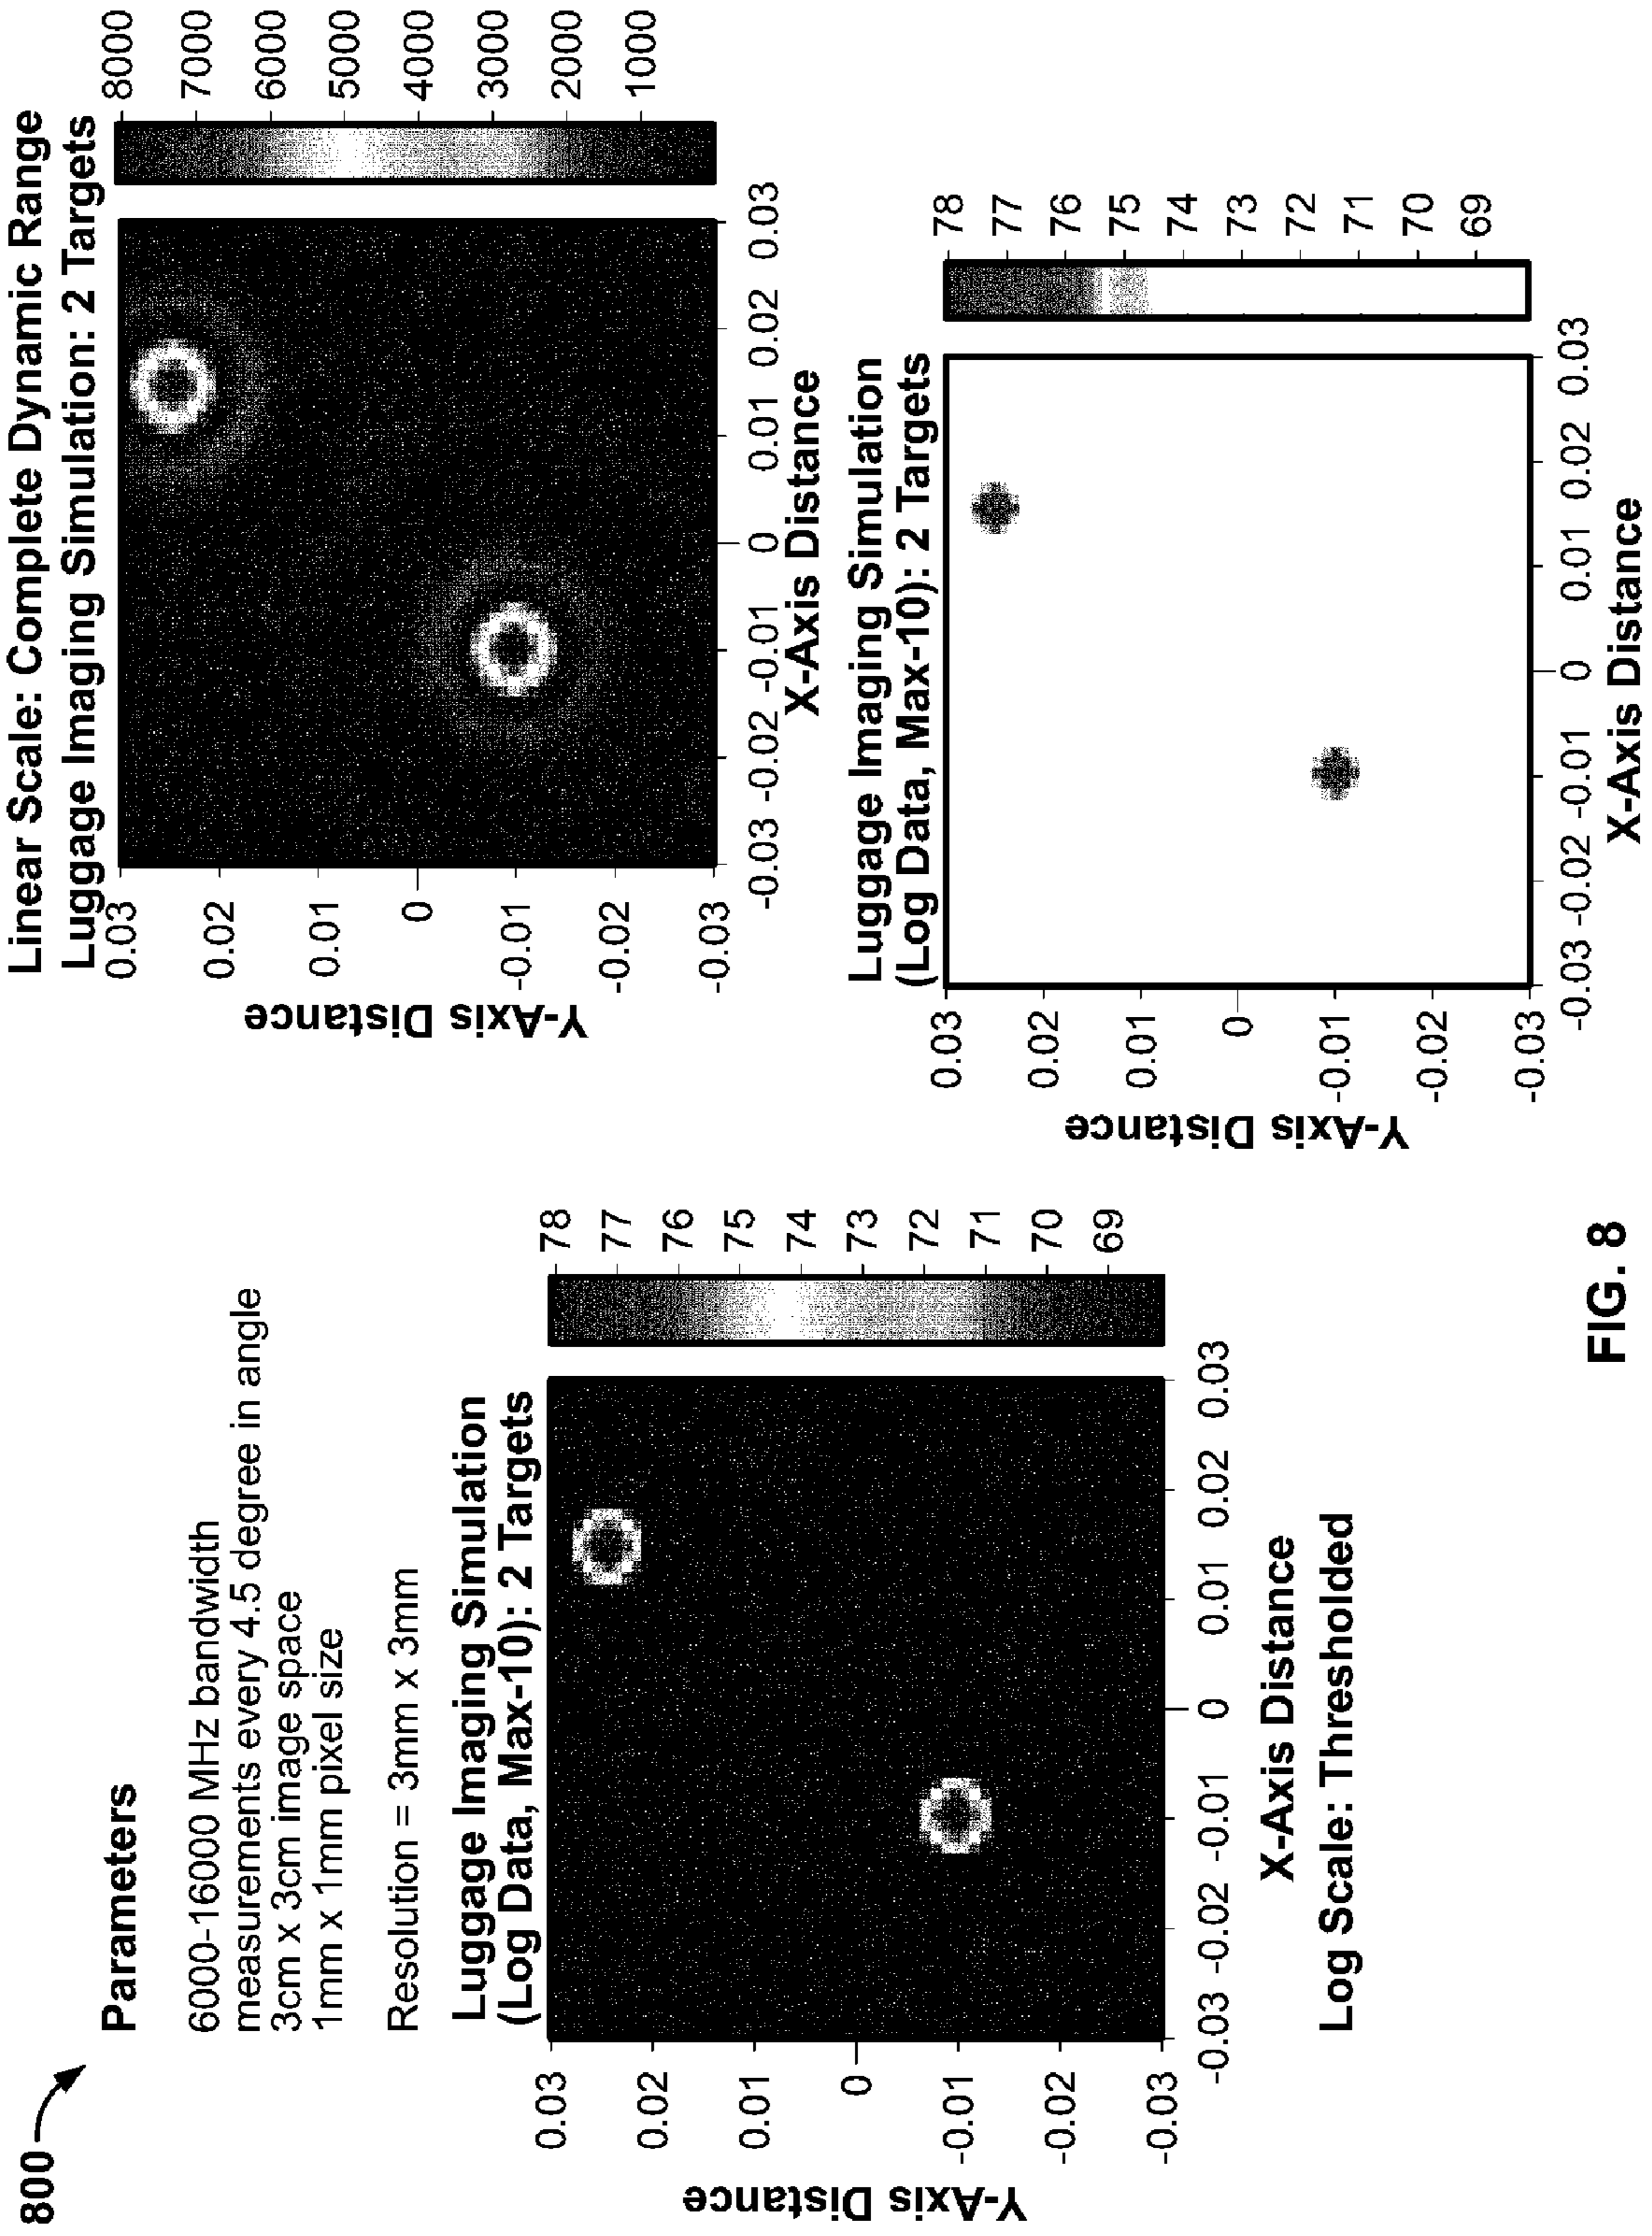 800
Parameters
6000-16000 MHz bandwidth
measurements every 4.5 degree in angle
3cm x 3cm image space
1mm x 1mm pixel size
Resolution = 3mm x 3mm
Luggage Imaging Simulation
(Log Data, Max-10): 2 Targets
0.03
0.02
0.01
0
-0.01
-0.02
-0.03
Y-Axis Distance
-0.03 -0.02 -0.01 0 0.01 0.02 0.03
X-Axis Distance
78
77
76
75
74
73
72
71
70
69
Log Scale: Thresholded
Linear Scale: Complete Dynamic Range
Luggage Imaging Simulation: 2 Targets
0.03
0.02
0.01
0
-0.01
-0.02
-0.03
Y-Axis Distance
-0.03 -0.02 -0.01 0 0.01 0.02 0.03
X-Axis Distance
8000
7000
6000
5000
4000
3000
2000
1000
Luggage Imaging Simulation
(Log Data, Max-10): 2 Targets
0.03
0.02
0.01
0
-0.01
-0.02
-0.03
Y-Axis Distance
-0.03 -0.02 -0.01 0 0.01 0.02 0.03
X-Axis Distance
78
77
76
75
74
73
72
71
70
69
FIG. 8